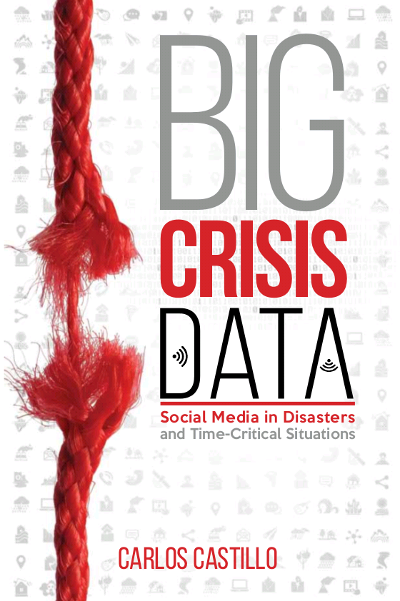 BIG
CRISIS
DATA
Social Media in Disasters
and Time-Critical Situations
CARLOS CASTILLO